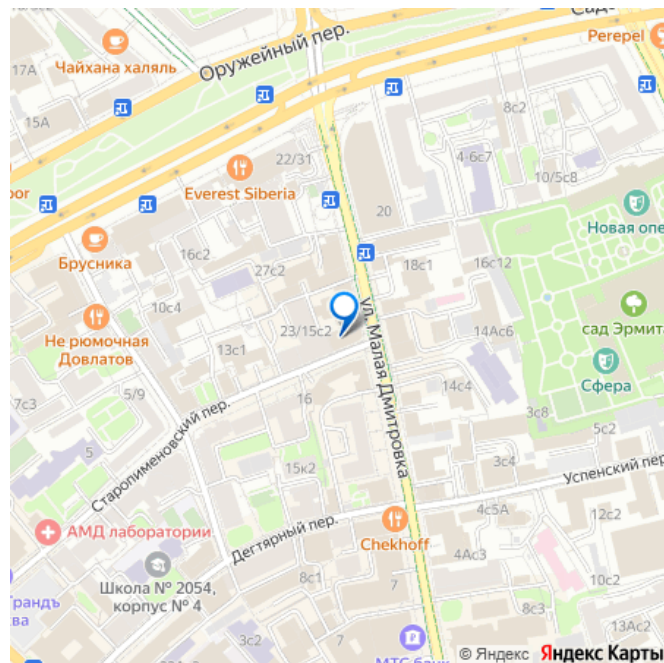 Садо
Perepel
Оружейный пер.
17А
Чайхана халяль
15А
8с2
4-6с7
10/5с8
22/31
Everest Siberia
20
Новая опе
Брусника
16с2
27с2
18с1
16с12
10с4
сад Эрмита
Не рюмочная
Довлатов
23/15с2
ул. Малая Дмитровка
14Ас6
13с1
Сфера
7с3
5/9
Старопименовский пер.
16
14с4
3с8
5с2
5
15к2
3с4
Успенский пер
АМД лаборатории
Дегтярный пер.
4с5А
12с2
Chekhoff
4Ас3
Школа № 2054,
корпус № 4
8с1
7
10с2
Грандъ
ва
8с3
13Ас2
3с2
МТС банк
© Яндекс Яндекс Карты